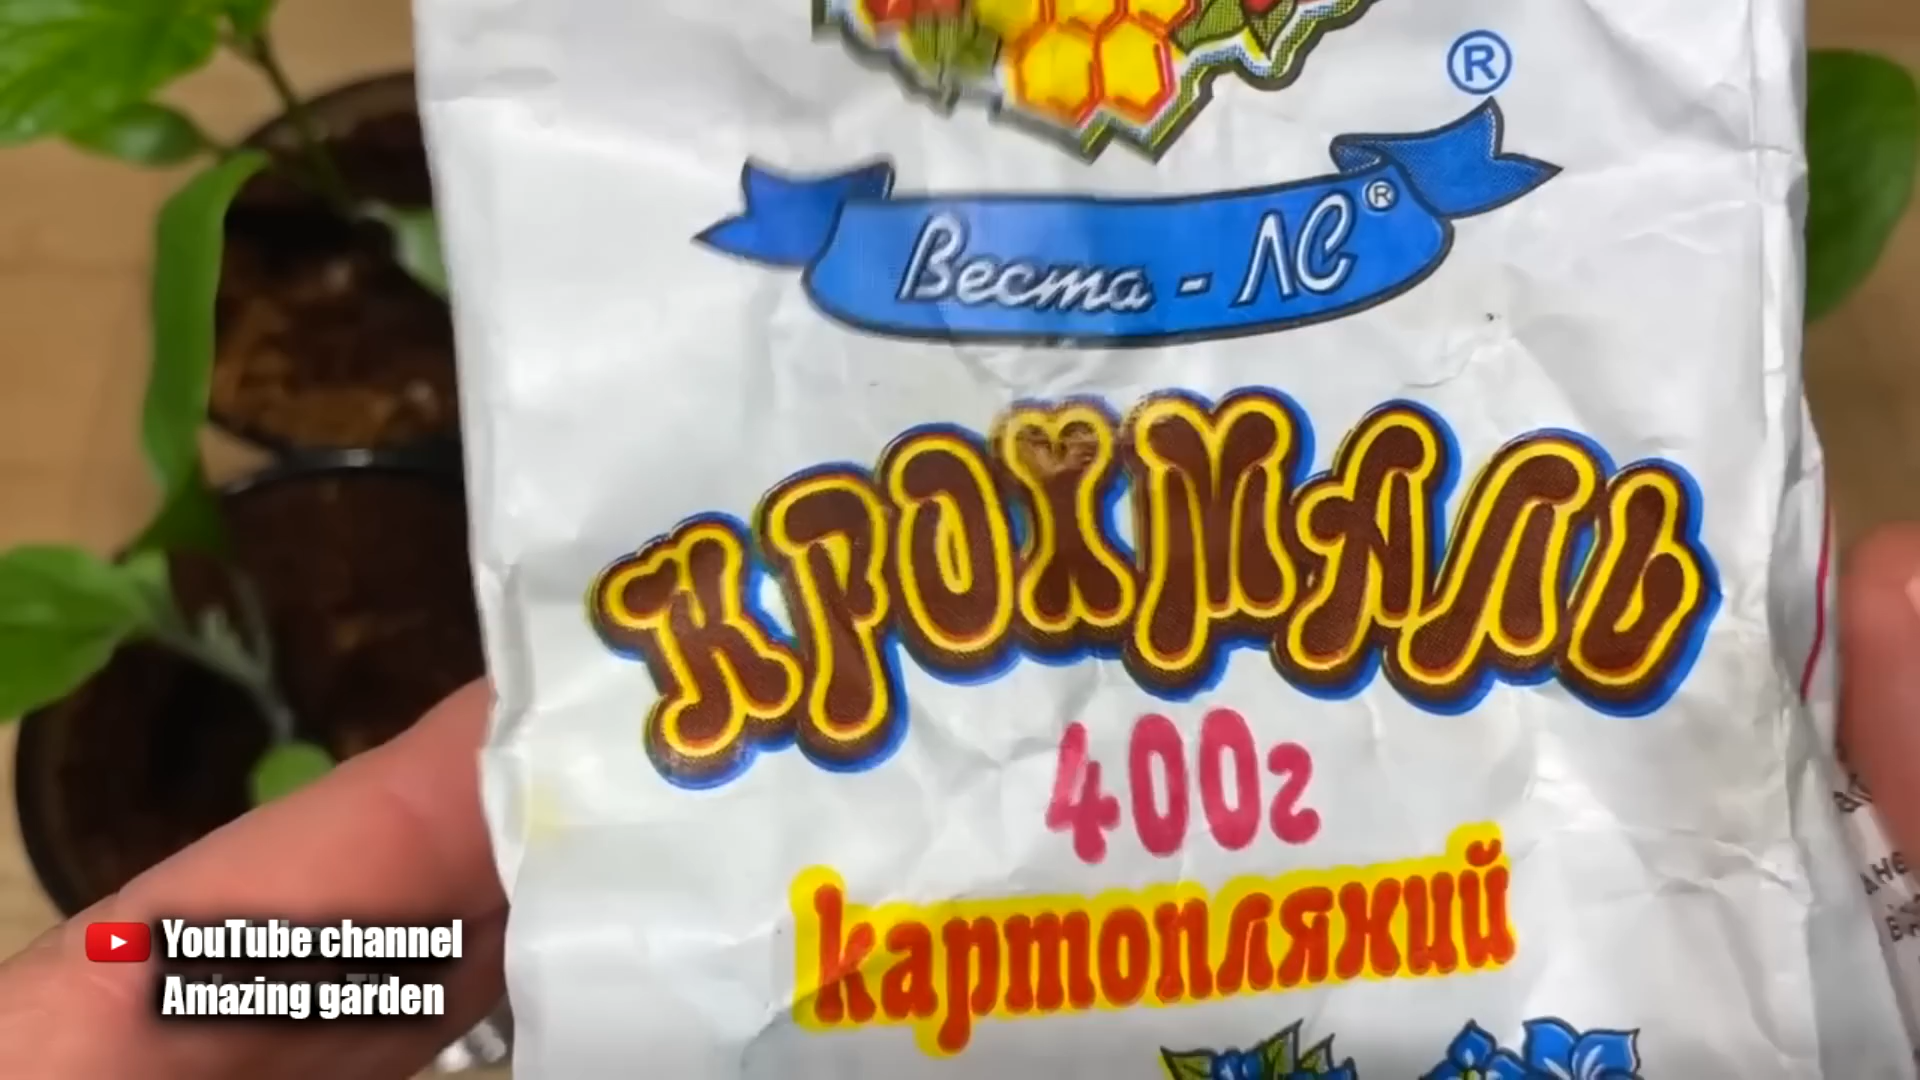 ®
Веста - ЛС®
КРОХМАЛЬ
400г
картопляний
YouTube channel
Amazing garden